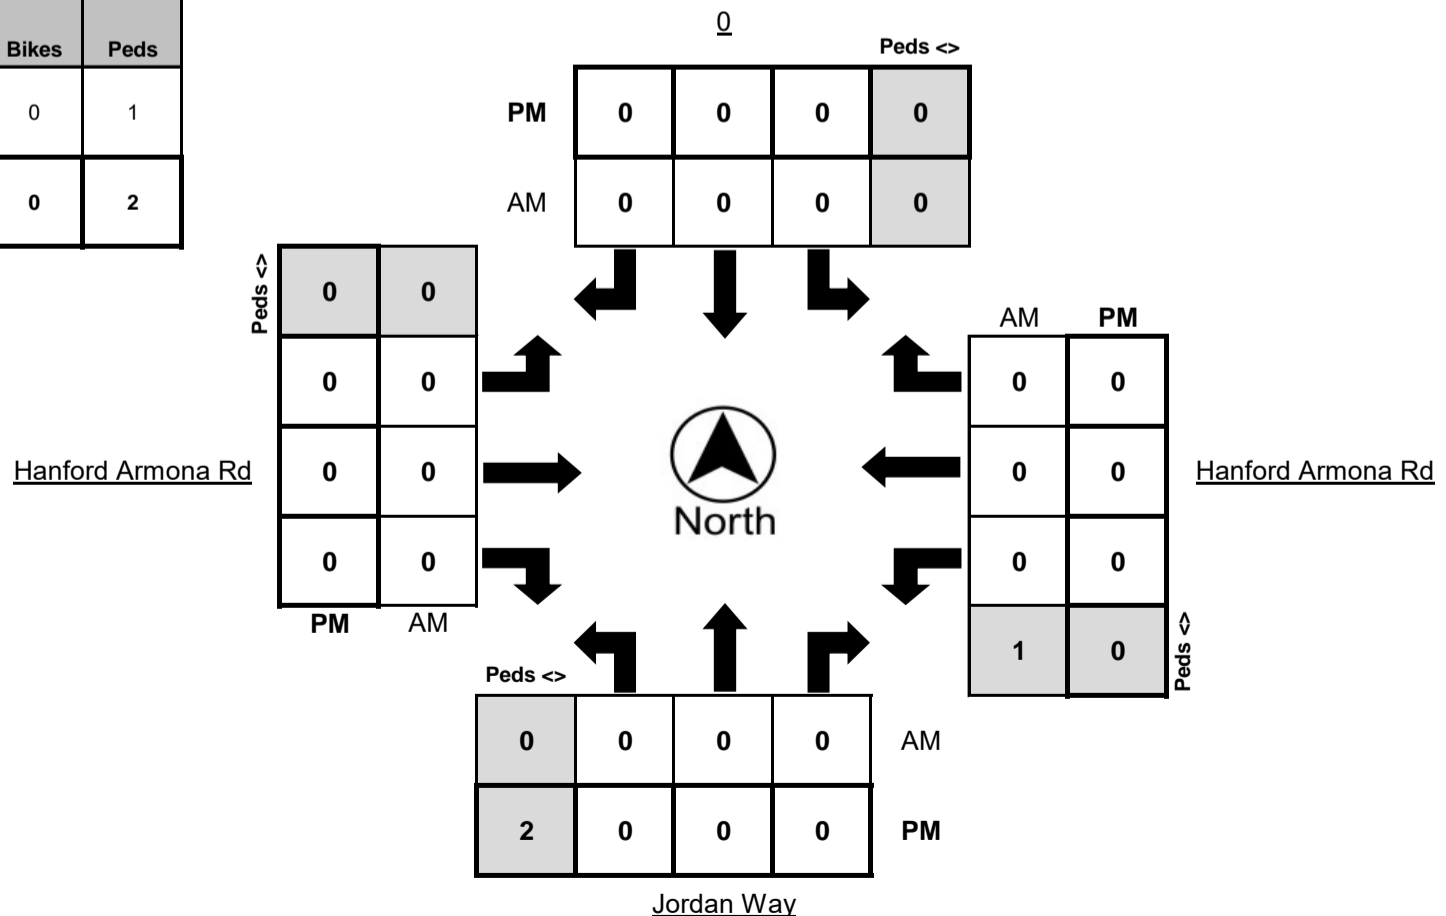 0
Peds <>
Bikes Peds
0 1
0 2
PM 0 0 0 0
AM 0 0 0 0
Peds <>
0 0
0 0
0 0
0 0
PM AM
Hanford Armona Rd
North
AM PM
0 0
0 0
0 0
1 0
Peds <>
Hanford Armona Rd
Peds <>
0 0 0 0 AM
2 0 0 0 PM
Jordan Way